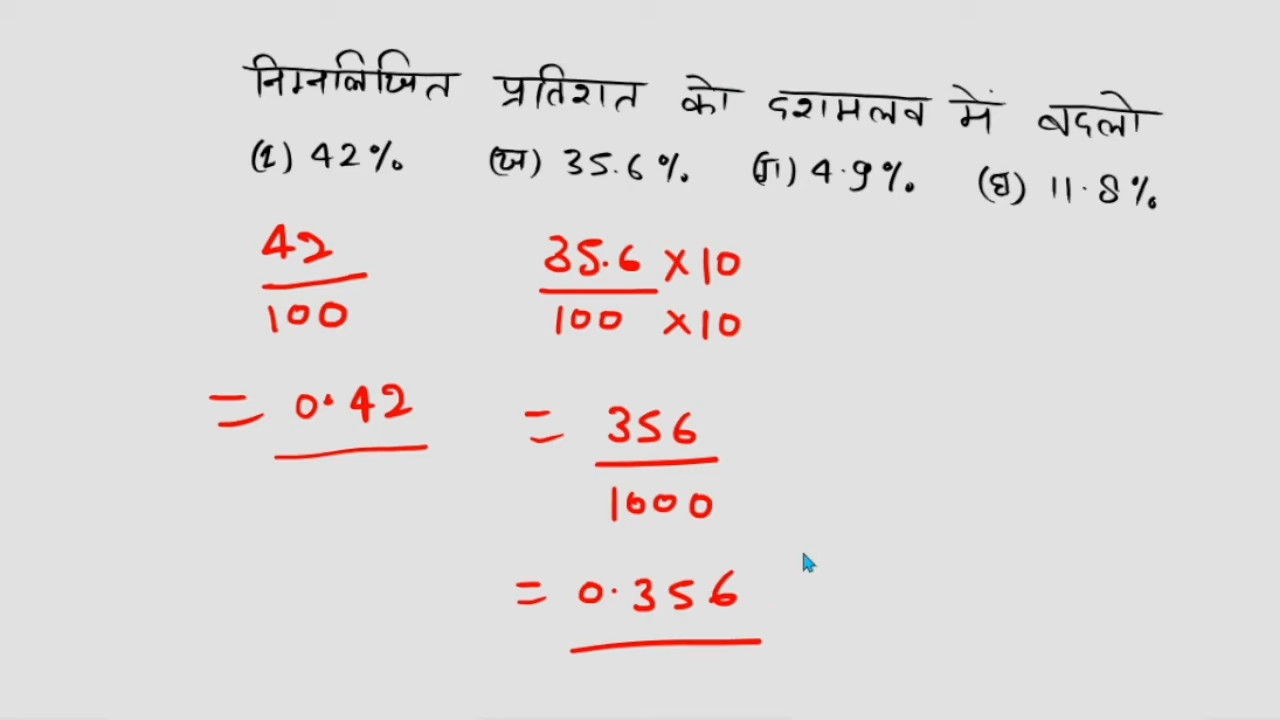 निम्नलिखित प्रतिशत को दशमलव में बदलो
(१) 42% (ख) 35.6% (ग) 4.9% (घ) 11.8%
42 35.6 × 10
100 100 × 10
= 0.42 = 356
1000
= 0.356